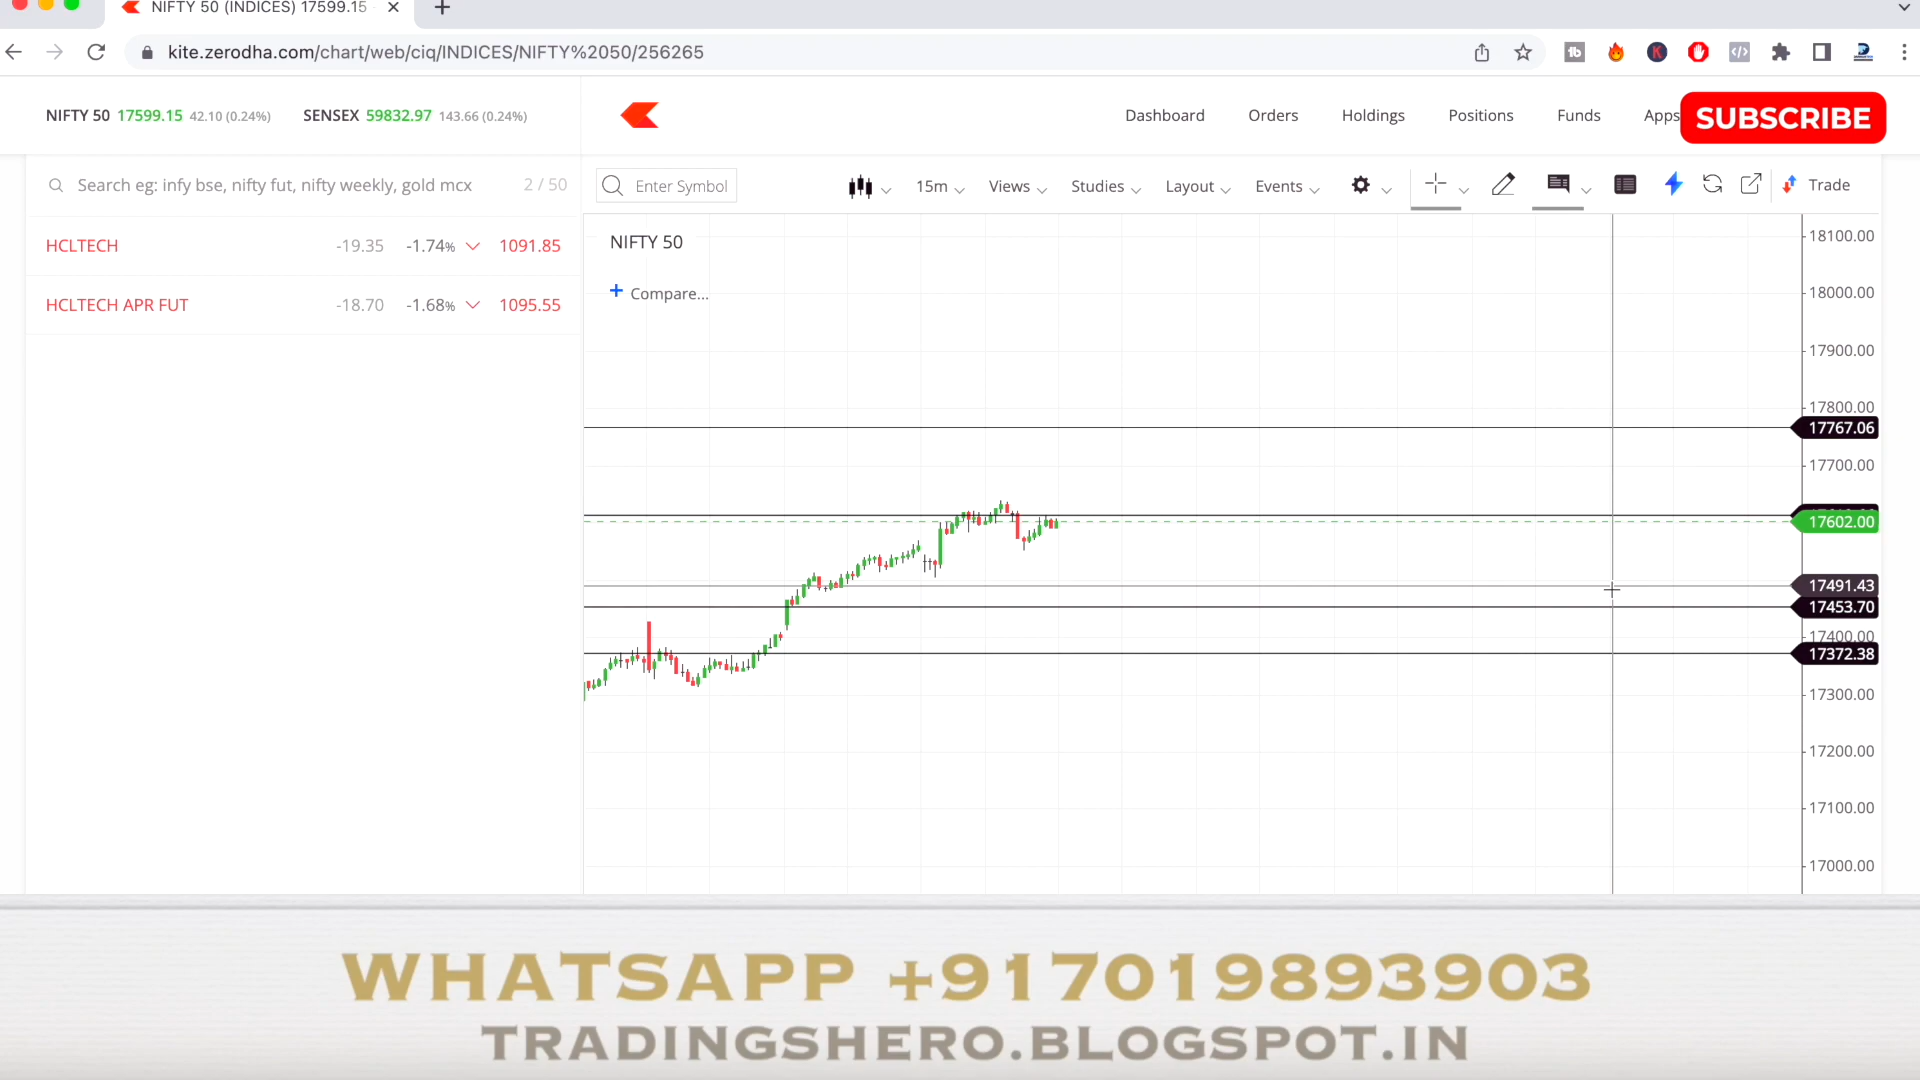 NIFTY 50 (INDICES) 17599.15
kite.zerodha.com/chart/web/ciq/INDICES/NIFTY%2050/256265
NIFTY 50 17599.15 42.10 (0.24%) SENSEX 59832.97 143.66 (0.24%)
Dashboard Orders Holdings Positions Funds Apps SUBSCRIBE
Search eg: infy bse, nifty fut, nifty weekly, gold mcx 2 / 50
Enter Symbol 15m Views Studies Layout Events Trade
HCLTECH -19.35 -1.74% 1091.85
HCLTECH APR FUT -18.70 -1.68% 1095.55
NIFTY 50
Compare...
18100.00
18000.00
17900.00
17800.00
17767.06
17700.00
17602.00
17491.43
17453.70
17400.00
17372.38
17300.00
17200.00
17100.00
17000.00
WHATSAPP +917019893903
TRADINGSHERO.BLOGSPOT.IN